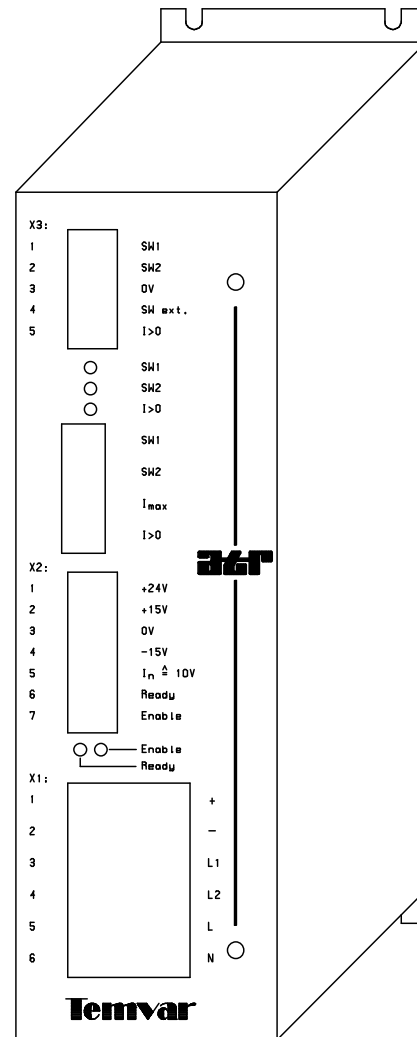 X3:
1 SW1
2 SW2
3 0V
4 SW ext.
5 I>0
SW1
SW2
I>0
SW1
SW2
Imax
I>0
X2:
1 +24V
2 +15V
3 0V
4 -15V
5 In ≙ 10V
6 Ready
7 Enable
Enable
Ready
X1:
1 +
2 −
3 L1
4 L2
5 L
6 N
Temvar